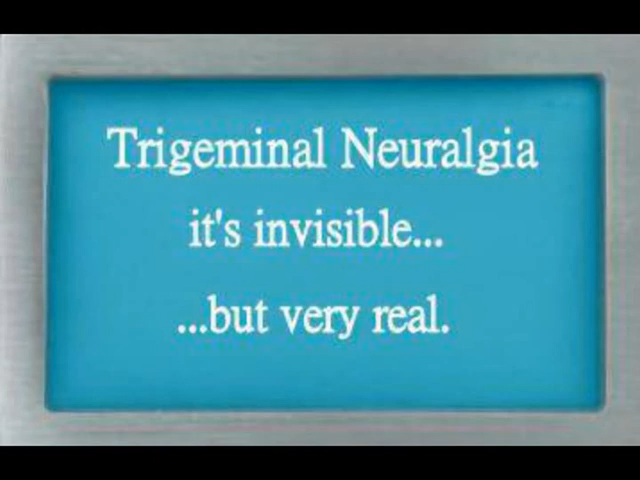 Trigeminal Neuralgia
it's invisible...
...but very real.